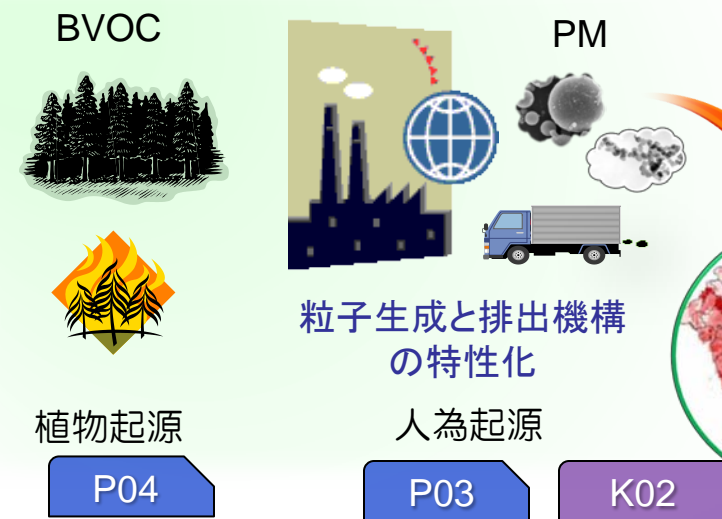 BVOC
PM
粒子生成と排出機構
の特性化
植物起源
人為起源
P04
P03
K02